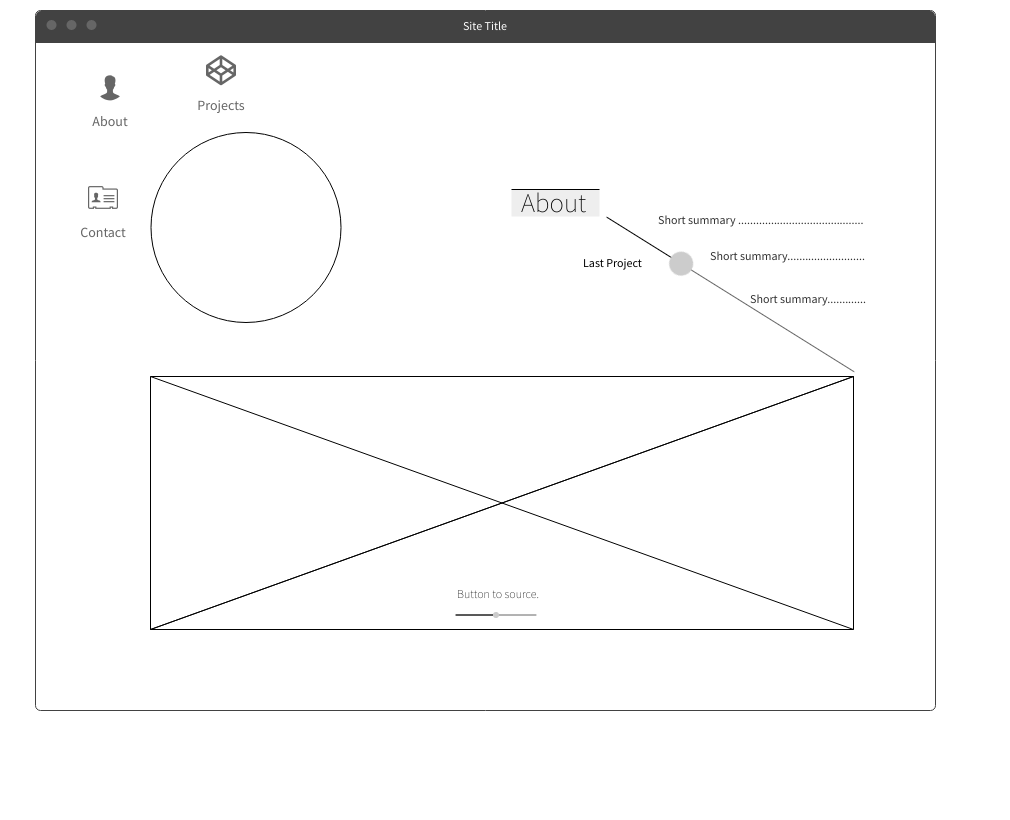 Site Title
Projects
About
Contact
About
Short summary ..........................................
Last Project
Short summary..........................
Short summary.............
Button to source.